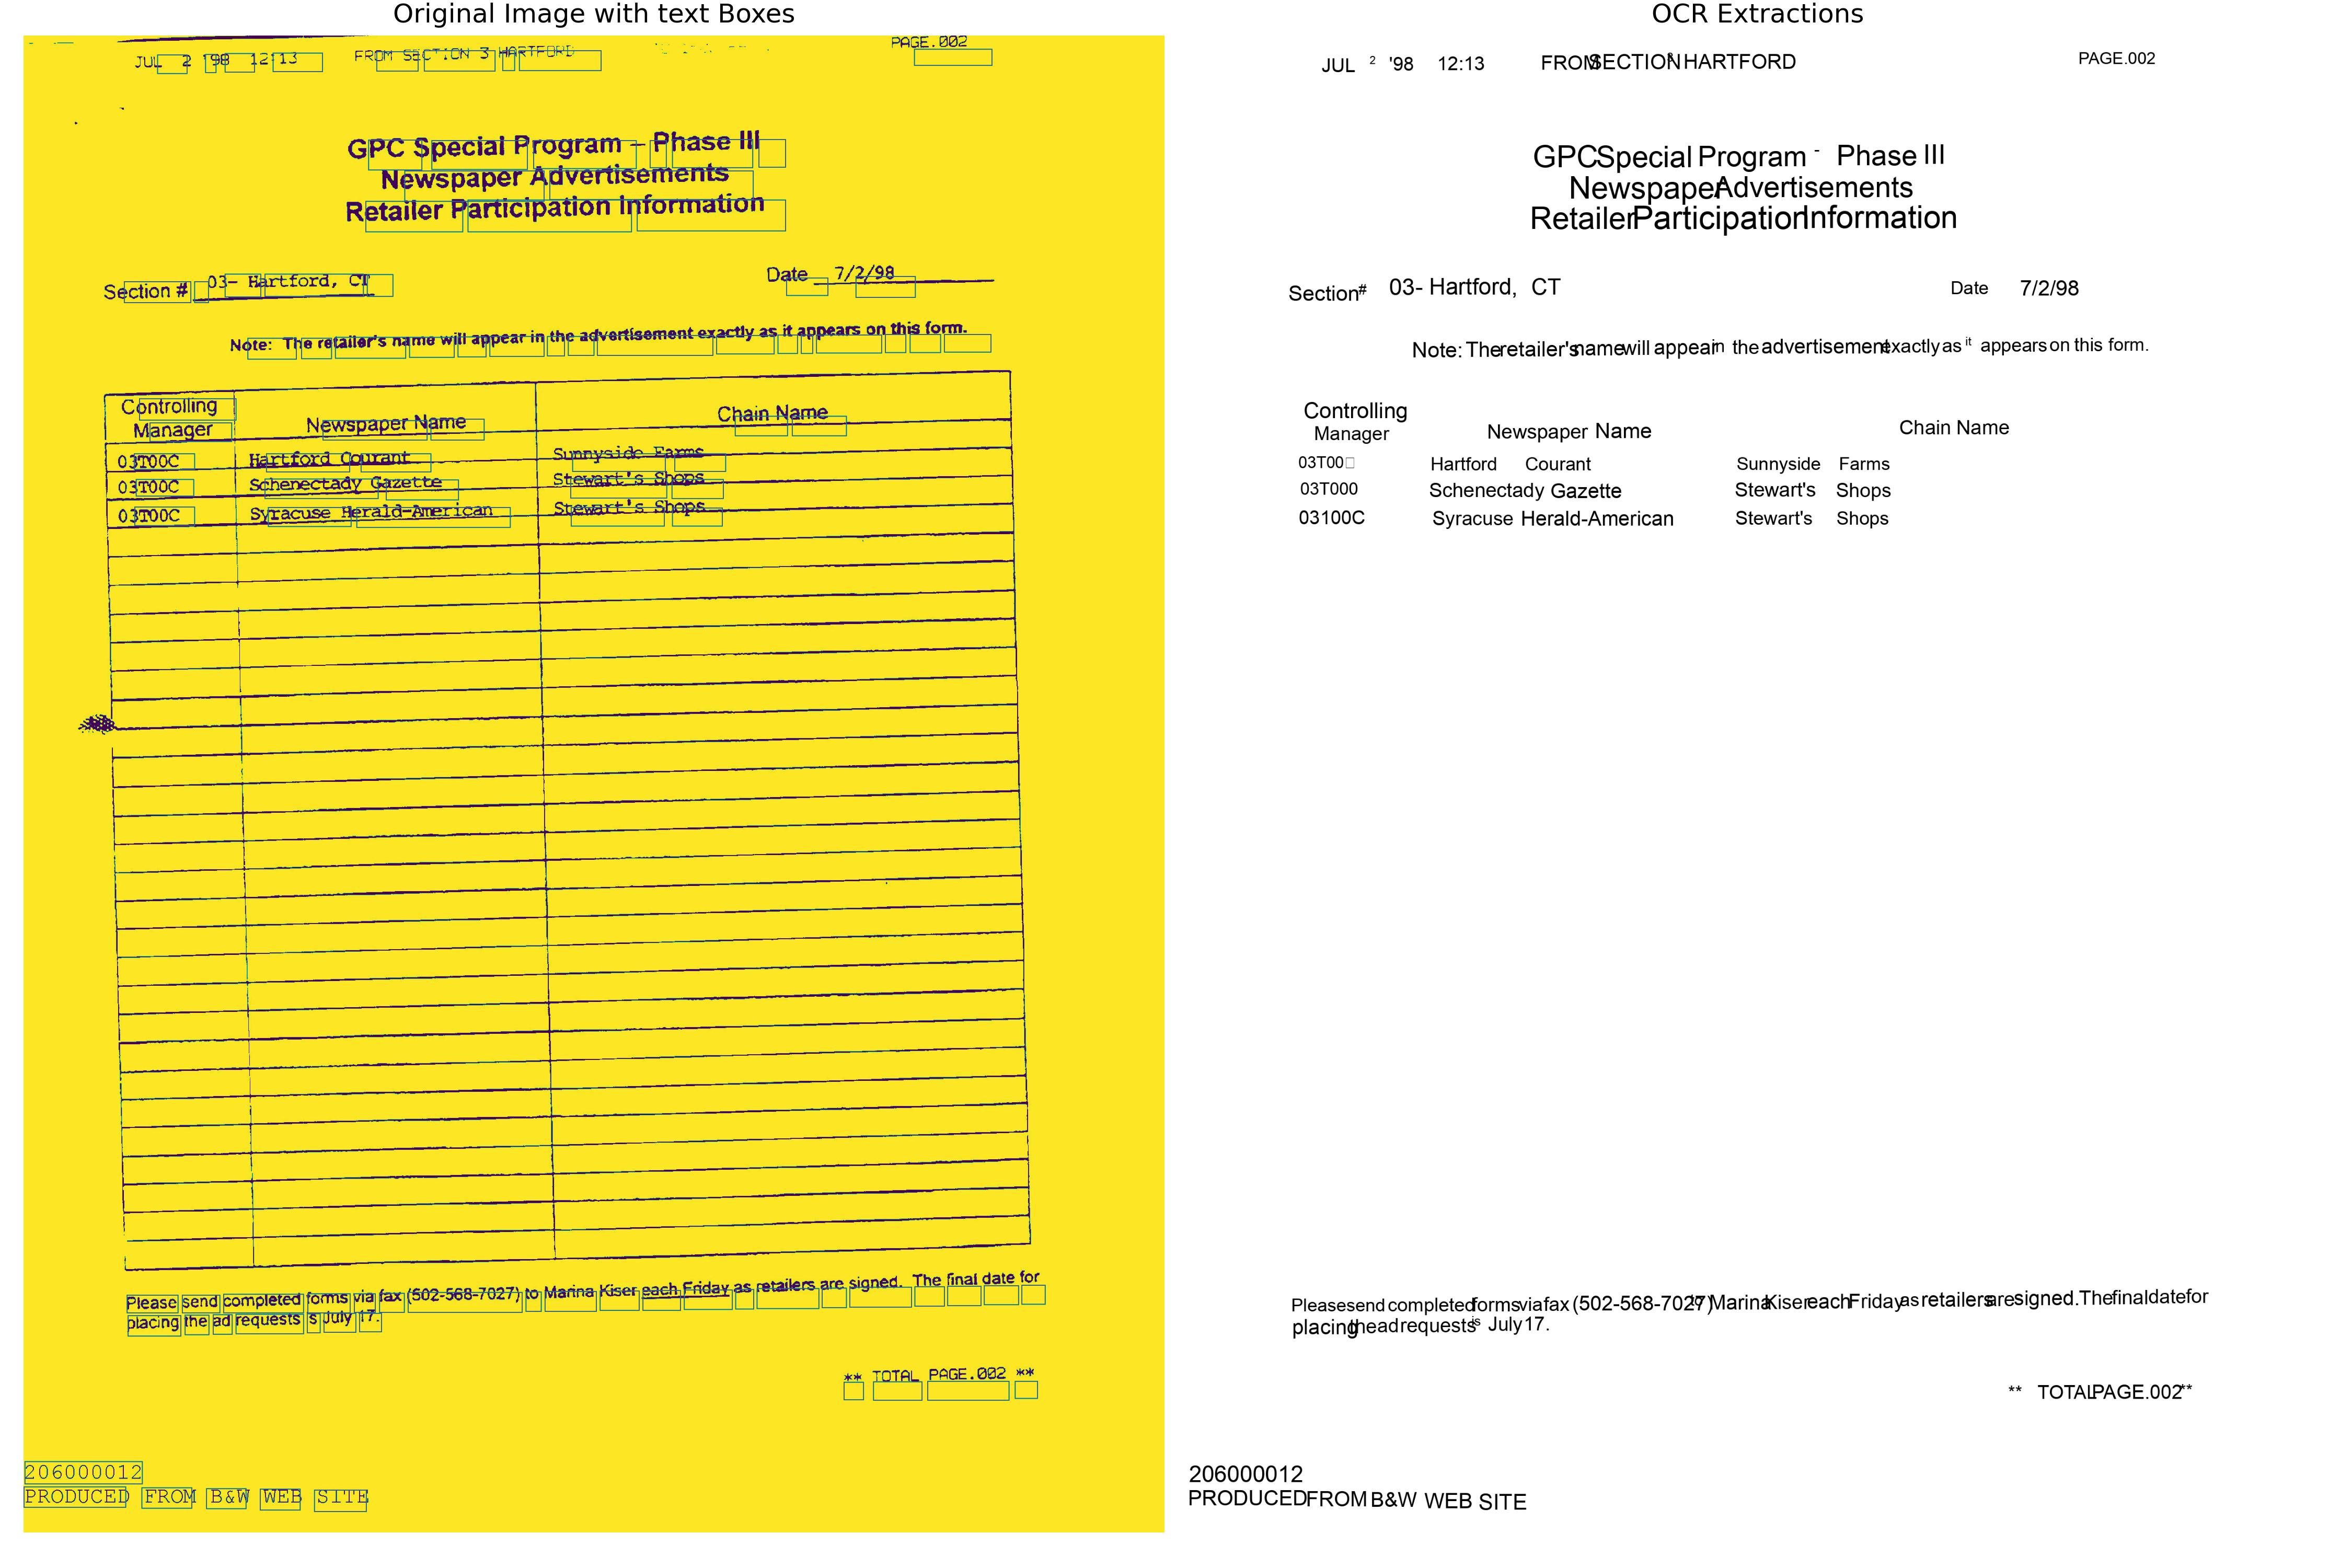 Original Image with text Boxes
JUL 2 '98 12:13 FROM SECTION 3 HARTFORD PAGE.002
GPC Special Program – Phase III
Newspaper Advertisements
Retailer Participation Information
Section # 03- Hartford, CT Date 7/2/98
Note: The retailer's name will appear in the advertisement exactly as it appears on this form.
Controlling Manager Newspaper Name Chain Name
03T00C Hartford Courant Sunnyside Farms
03T00C Schenectady Gazette Stewart's Shops
03T00C Syracuse Herald-American Stewart's Shops
Please send completed forms via fax (502-568-7027) to Marina Kiser each Friday as retailers are signed. The final date for
placing the ad requests is July 17.
** TOTAL PAGE.002 **
206000012
PRODUCED FROM B&W WEB SITE
OCR Extractions
JUL 2 '98 12:13 FROM SECTION 3 HARTFORD PAGE.002
GPC Special Program - Phase III
Newspaper Advertisements
Retailer Participation Information
Section # 03- Hartford, CT Date 7/2/98
Note: The retailer's name will appear in the advertisement exactly as it appears on this form.
Controlling
Manager Newspaper Name Chain Name
03T00□ Hartford Courant Sunnyside Farms
03T000 Schenectady Gazette Stewart's Shops
03100C Syracuse Herald-American Stewart's Shops
Please send completed forms via fax (502-568-7027) to Marina Kiser each Friday as retailers are signed. The final date for
placing the ad requests is July 17.
** TOTAL PAGE.002 **
206000012
PRODUCED FROM B&W WEB SITE